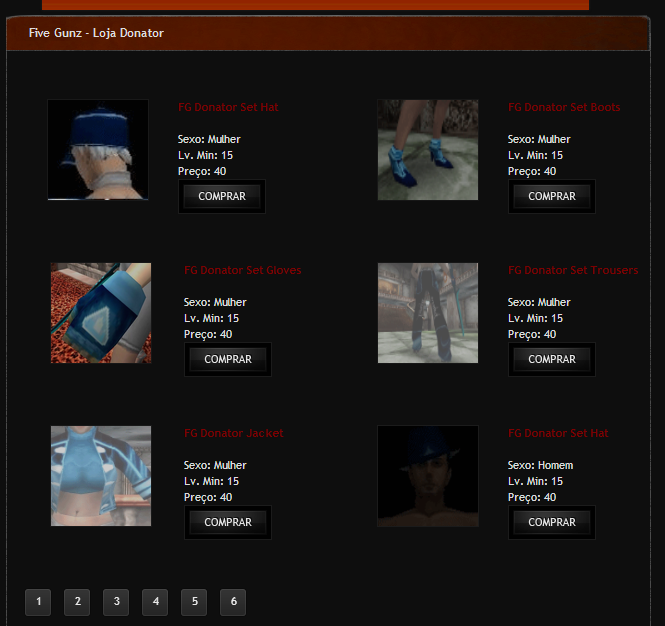 Five Gunz - Loja Donator
FG Donator Set Hat
Sexo: Mulher
Lv. Min: 15
Preço: 40
COMPRAR
FG Donator Set Boots
Sexo: Mulher
Lv. Min: 15
Preço: 40
COMPRAR
FG Donator Set Gloves
Sexo: Mulher
Lv. Min: 15
Preço: 40
COMPRAR
FG Donator Set Trousers
Sexo: Mulher
Lv. Min: 15
Preço: 40
COMPRAR
FG Donator Jacket
Sexo: Mulher
Lv. Min: 15
Preço: 40
COMPRAR
FG Donator Set Hat
Sexo: Homem
Lv. Min: 15
Preço: 40
COMPRAR
1 2 3 4 5 6